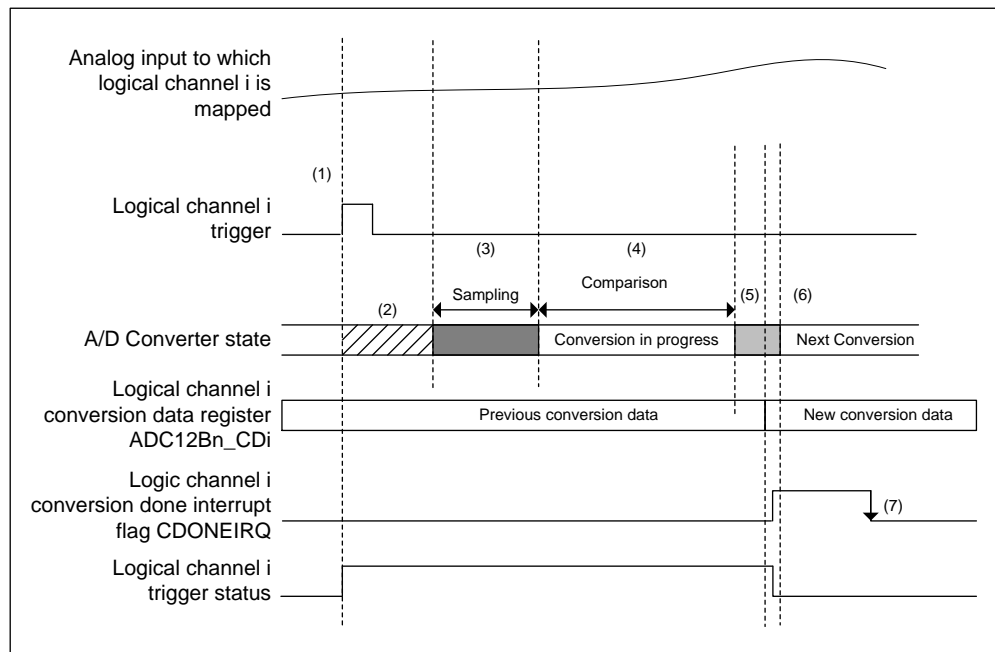 Analog input to which
logical channel i is
mapped
(1)
Logical channel i
trigger
(3)
(4)
Sampling
Comparison
(2)
(5)
(6)
A/D Converter state
Conversion in progress
Next Conversion
Logical channel i
conversion data register
ADC12Bn_CDi
Previous conversion data
New conversion data
Logic channel i
conversion done interrupt
flag CDONEIRQ
(7)
Logical channel i
trigger status